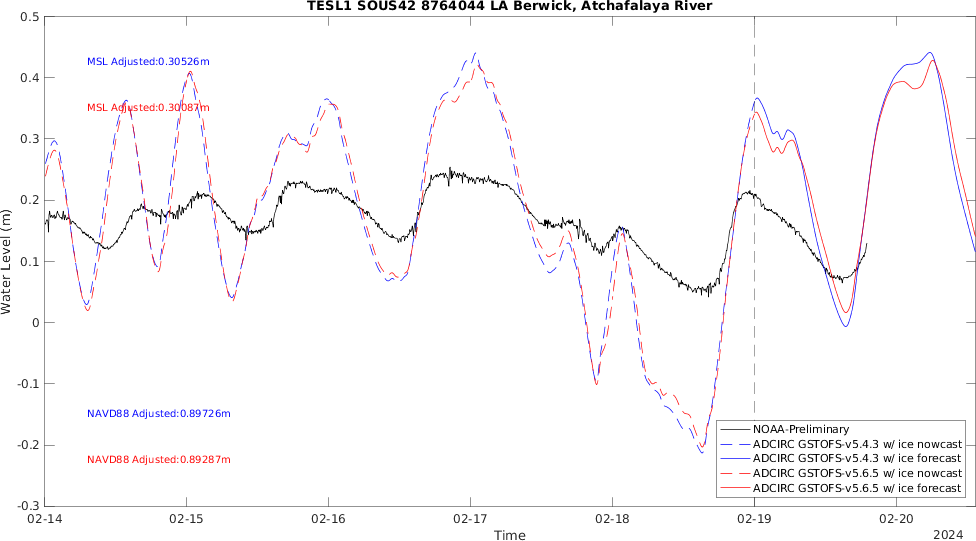 TESL1 SOUS42 8764044 LA Berwick, Atchafalaya River
0.5
0.4
0.3
0.2
0.1
0
-0.1
-0.2
-0.3
Water Level (m)
MSL Adjusted:0.30526m
MSL Adjusted:0.30087m
NAVD88 Adjusted:0.89726m
NAVD88 Adjusted:0.89287m
NOAA-Preliminary
ADCIRC GSTOFS-v5.4.3 w/ ice nowcast
ADCIRC GSTOFS-v5.4.3 w/ ice forecast
ADCIRC GSTOFS-v5.6.5 w/ ice nowcast
ADCIRC GSTOFS-v5.6.5 w/ ice forecast
02-14 02-15 02-16 02-17 02-18 02-19 02-20
Time
2024